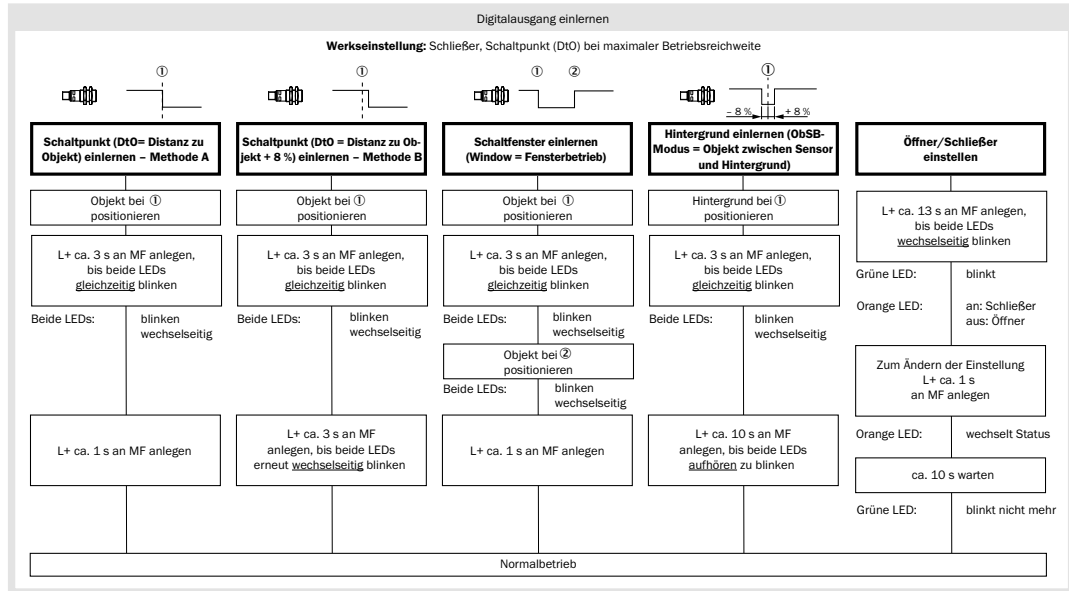 Digitalausgang einlernen
Werkseinstellung: Schließer, Schaltpunkt (DtO) bei maximaler Betriebsreichweite
①
①
① ②
①
– 8 % + 8 %
Schaltpunkt (DtO= Distanz zu
Objekt) einlernen – Methode A
Objekt bei ①
positionieren
L+ ca. 3 s an MF anlegen,
bis beide LEDs
gleichzeitig blinken
Beide LEDs: blinken
wechselseitig
L+ ca. 1 s an MF anlegen
Schaltpunkt (DtO = Distanz zu Ob-
jekt + 8 %) einlernen – Methode B
Objekt bei ①
positionieren
L+ ca. 3 s an MF anlegen,
bis beide LEDs
gleichzeitig blinken
Beide LEDs: blinken
wechselseitig
L+ ca. 3 s an MF
anlegen, bis beide LEDs
erneut wechselseitig blinken
Schaltfenster einlernen
(Window = Fensterbetrieb)
Objekt bei ①
positionieren
L+ ca. 3 s an MF anlegen,
bis beide LEDs
gleichzeitig blinken
Beide LEDs: blinken
wechselseitig
Objekt bei ②
positionieren
Beide LEDs: blinken
wechselseitig
L+ ca. 1 s an MF anlegen
Hintergrund einlernen (ObSB-
Modus = Objekt zwischen Sensor
und Hintergrund)
Hintergrund bei ①
positionieren
L+ ca. 3 s an MF anlegen,
bis beide LEDs
gleichzeitig blinken
Beide LEDs: blinken
wechselseitig
L+ ca. 10 s an MF
anlegen, bis beide LEDs
aufhören zu blinken
Öffner/Schließer
einstellen
L+ ca. 13 s an MF anlegen,
bis beide LEDs
wechselseitig blinken
Grüne LED: blinkt
Orange LED: an: Schließer
aus: Öffner
Zum Ändern der Einstellung
L+ ca. 1 s
an MF anlegen
Orange LED: wechselt Status
ca. 10 s warten
Grüne LED: blinkt nicht mehr
Normalbetrieb